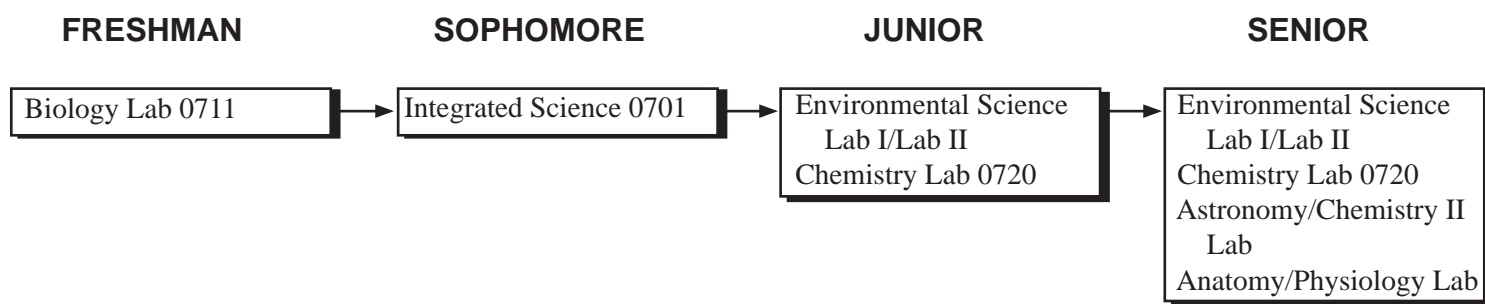 FRESHMAN SOPHOMORE JUNIOR SENIOR
Biology Lab 0711
Integrated Science 0701
Environmental Science
Lab I/Lab II
Chemistry Lab 0720
Environmental Science
Lab I/Lab II
Chemistry Lab 0720
Astronomy/Chemistry II
Lab
Anatomy/Physiology Lab